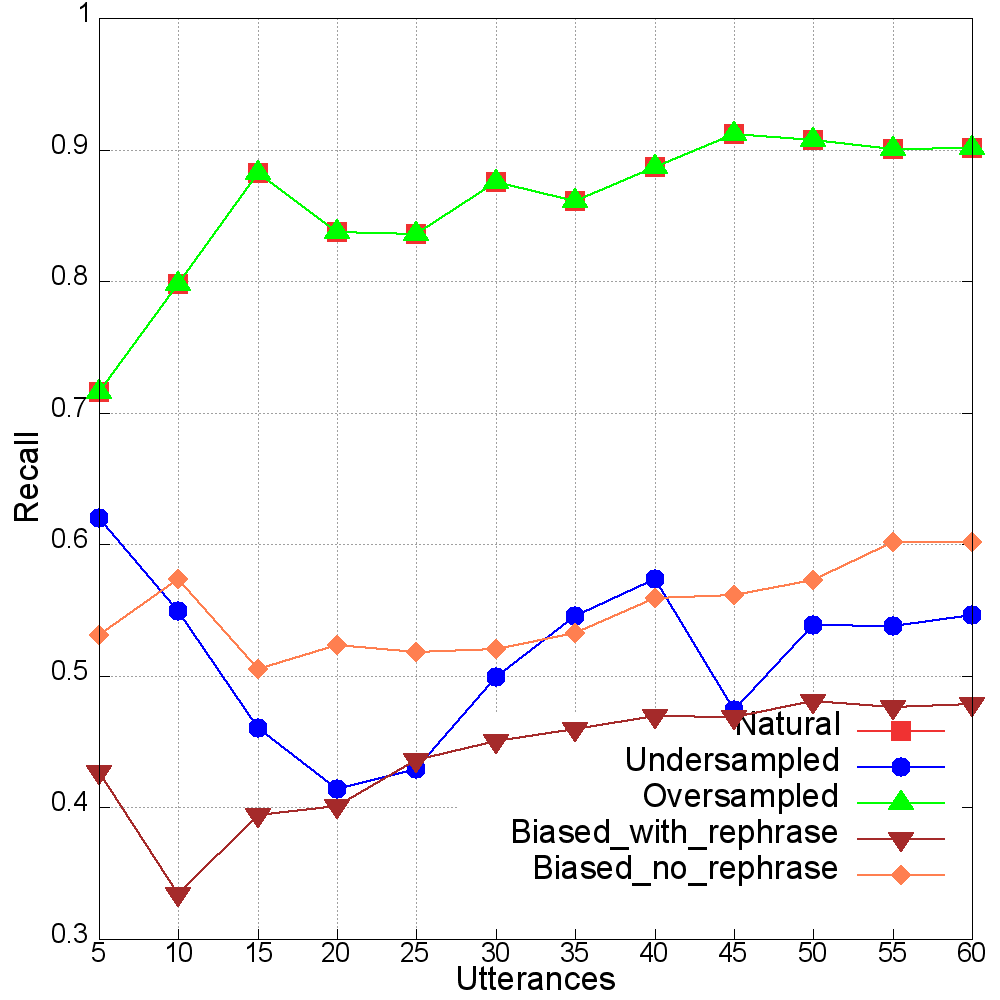 1
0.9
0.8
0.7
0.6
0.5
0.4
0.3
Recall
5 10 15 20 25 30 35 40 45 50 55 60
Utterances
Natural
Undersampled
Oversampled
Biased_with_rephrase
Biased_no_rephrase